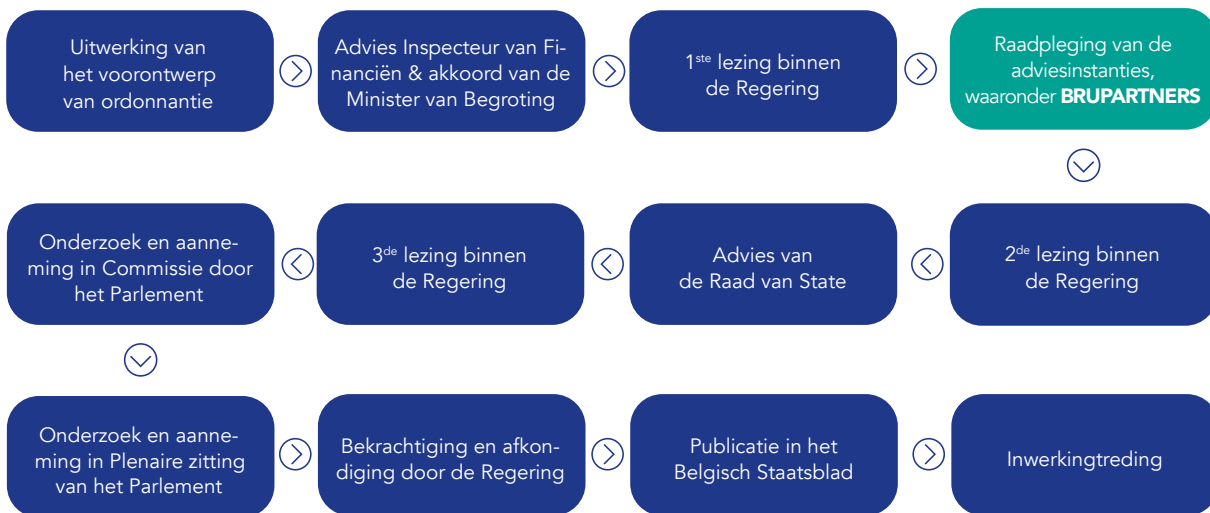 Uitwerking van
het voorontwerp
van ordonnantie
Advies Inspecteur van Fi-
nanciën & akkoord van de
Minister van Begroting
1ste lezing binnen
de Regering
Raadpleging van de
adviesinstanties,
waaronder BRUPARTNERS
2de lezing binnen
de Regering
Advies van
de Raad van State
3de lezing binnen
de Regering
Onderzoek en aanne-
ming in Commissie door
het Parlement
Onderzoek en aanne-
ming in Plenaire zitting
van het Parlement
Bekrachtiging en afkon-
diging door de Regering
Publicatie in het
Belgisch Staatsblad
Inwerkingtreding